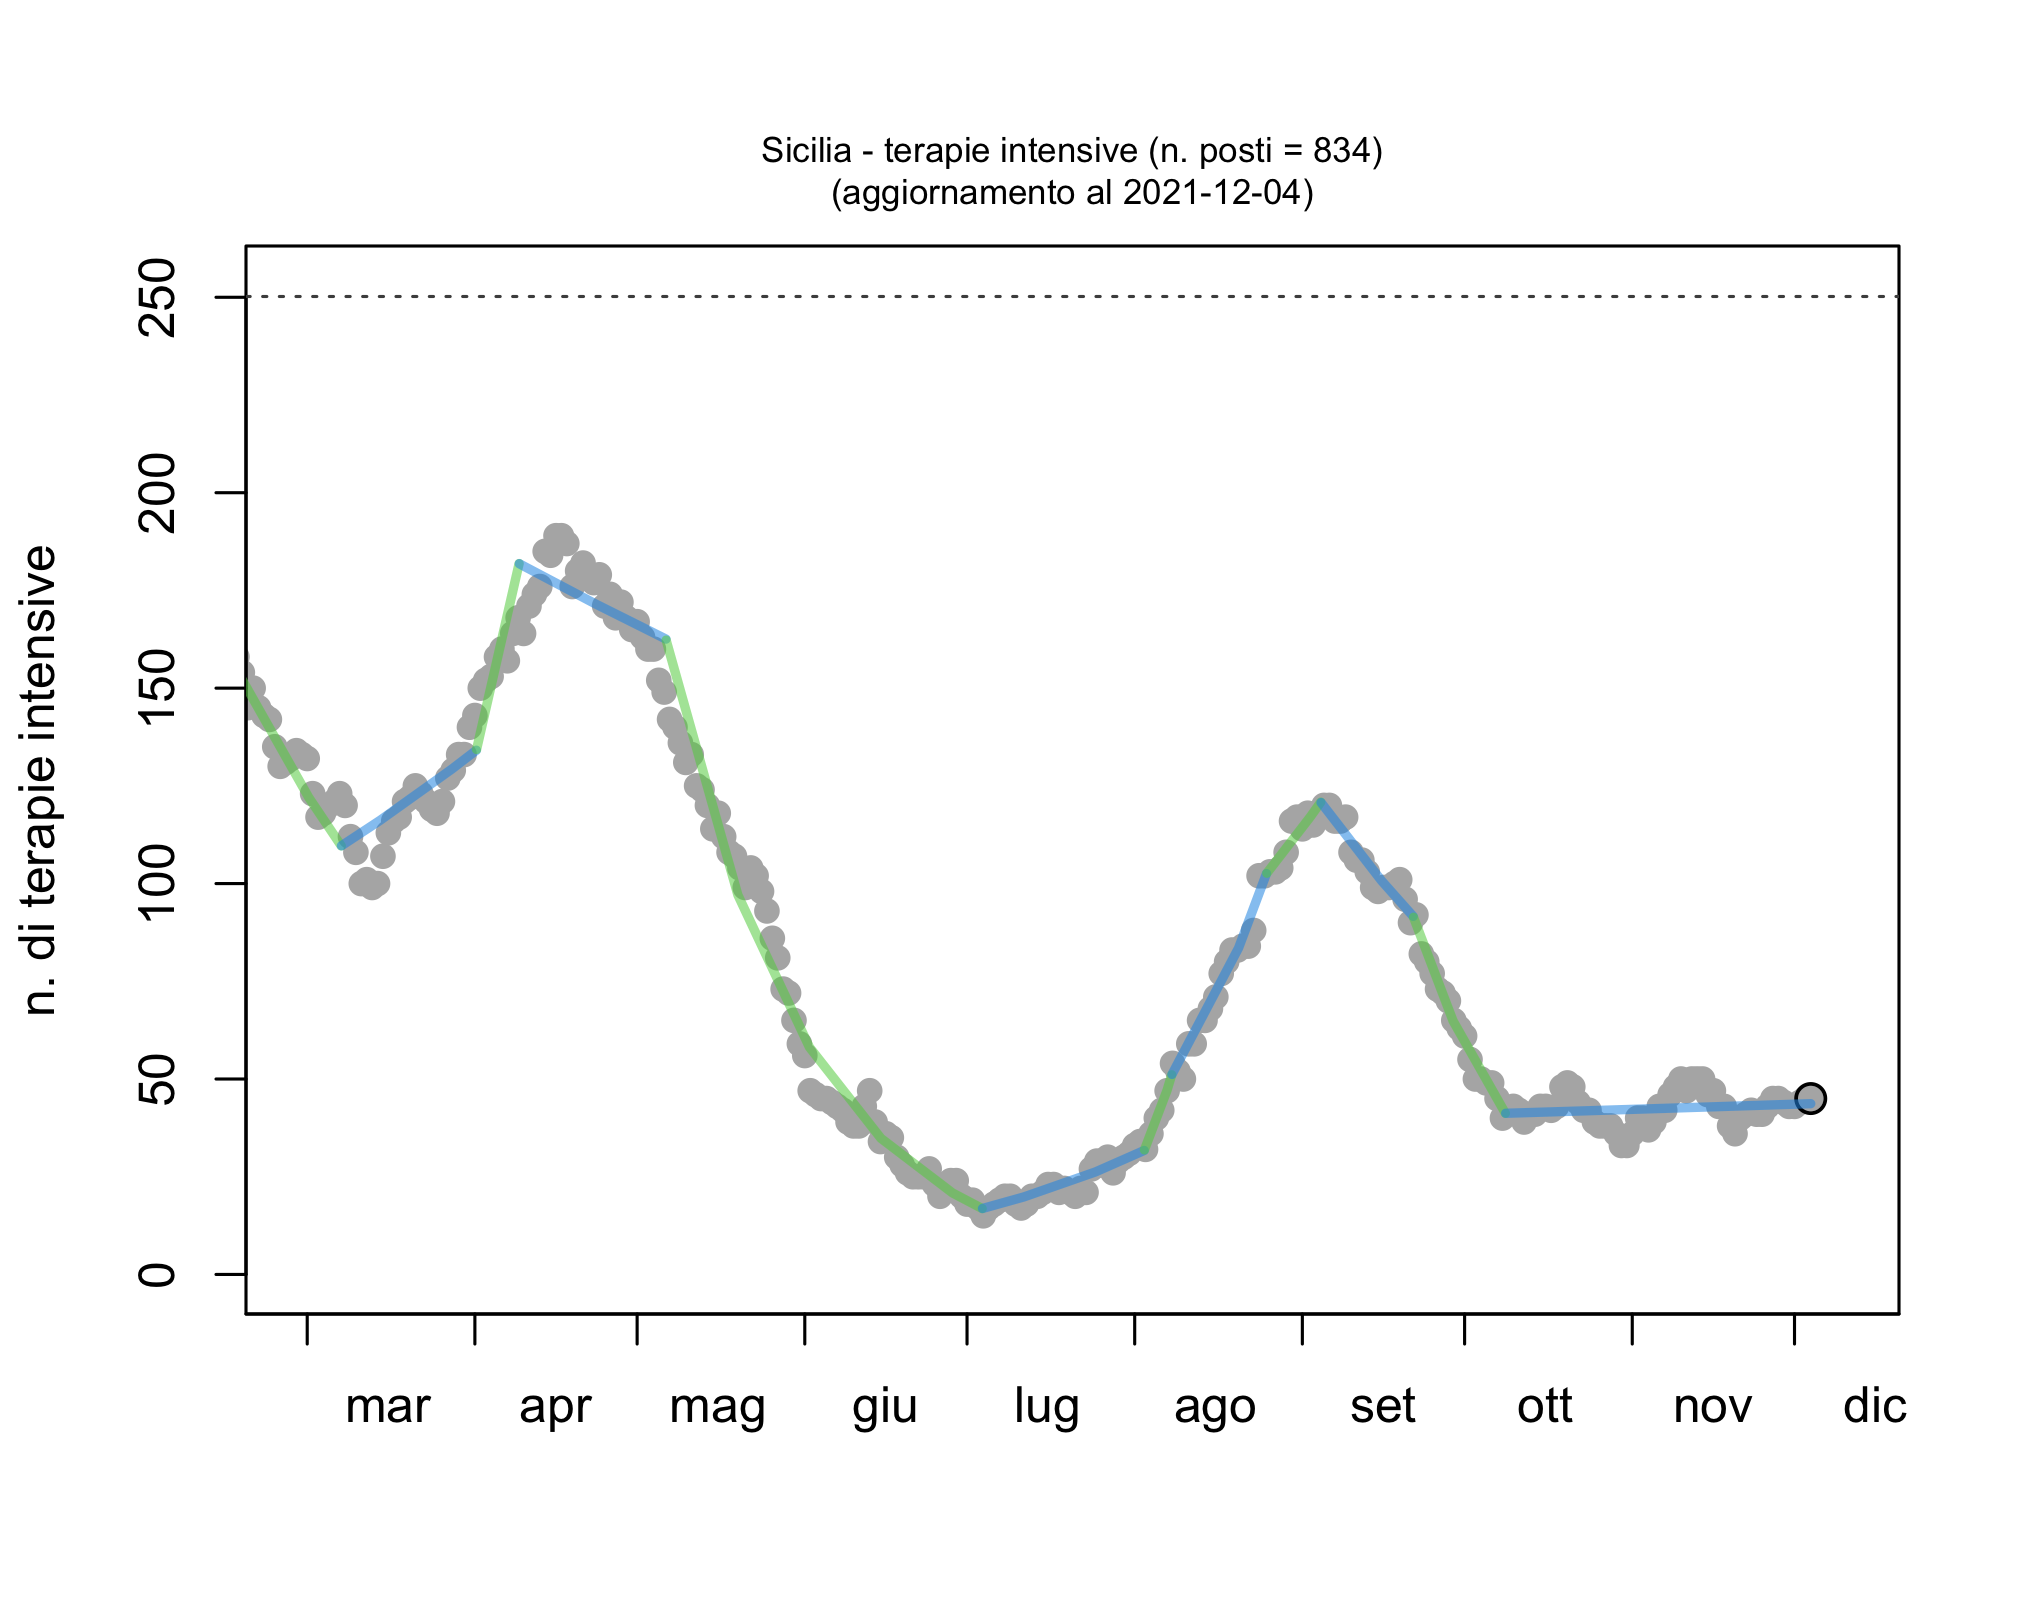 Sicilia - terapie intensive (n. posti = 834)
(aggiornamento al 2021-12-04)
n. di terapie intensive
250
200
150
100
50
0
mar apr mag giu lug ago set ott nov dic